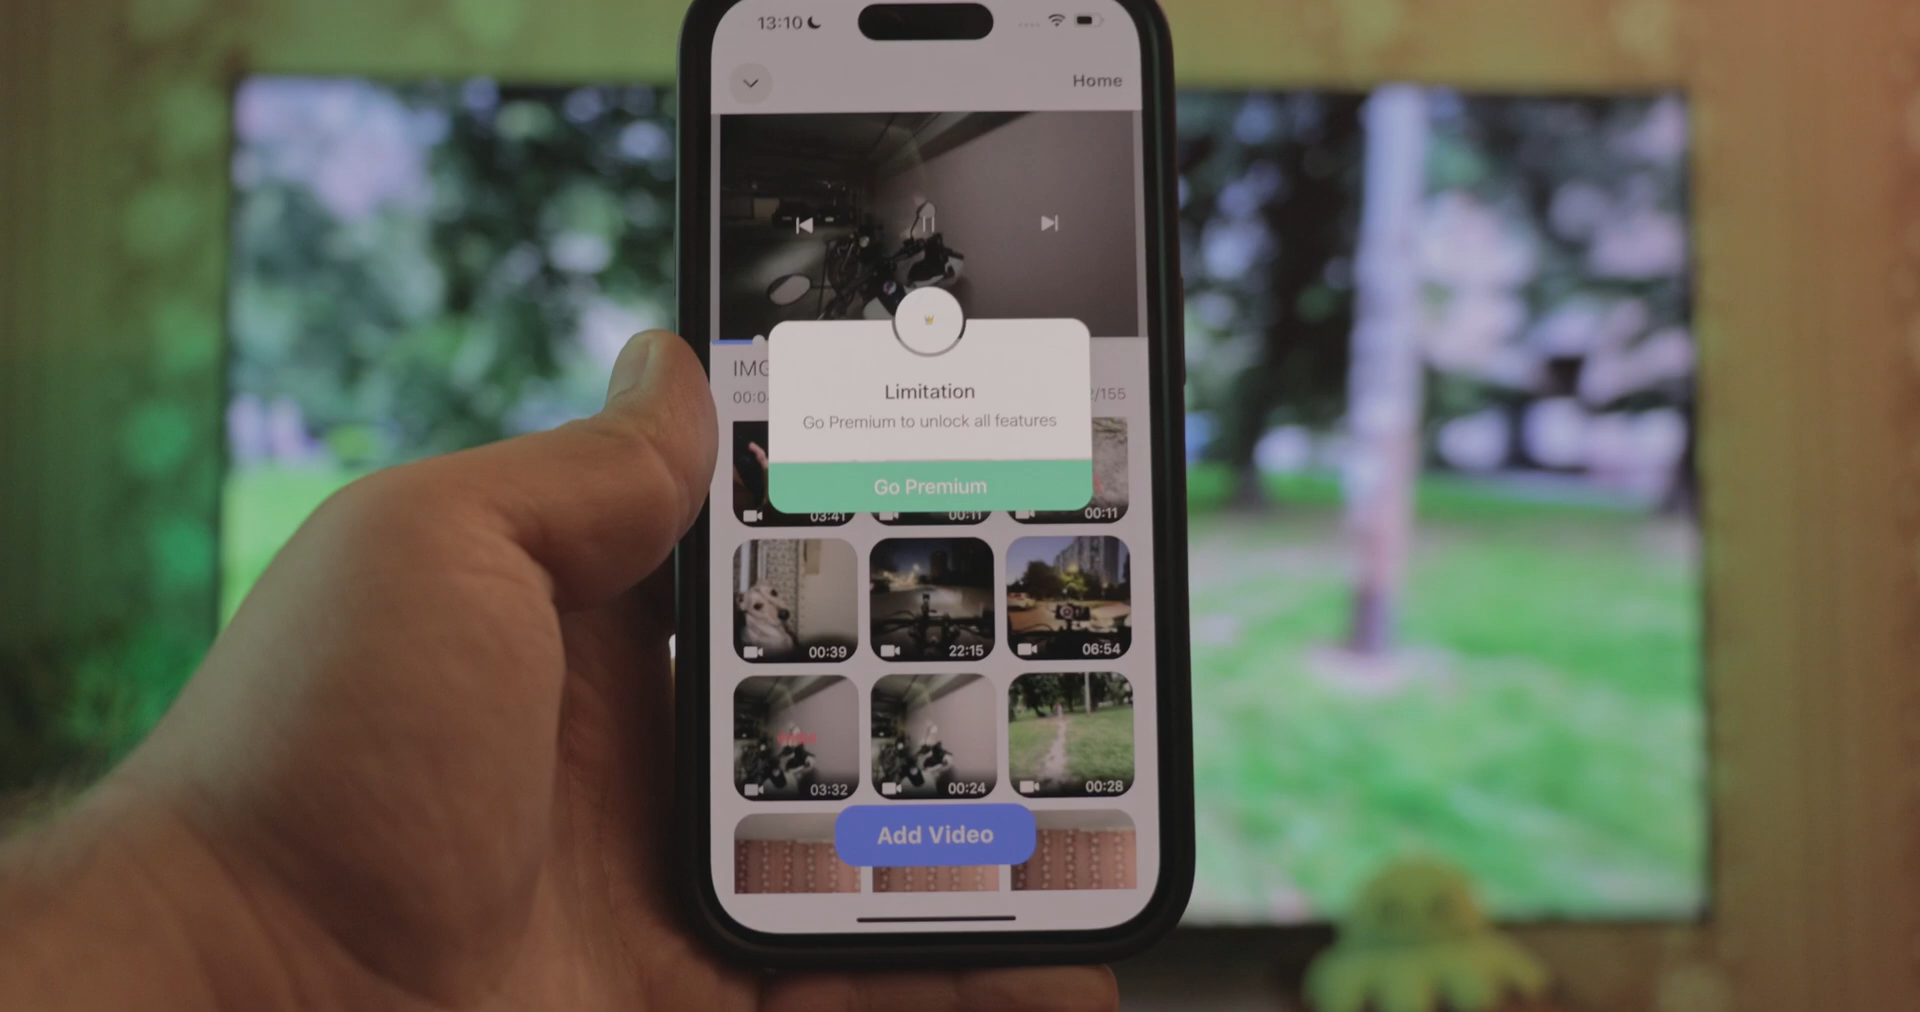 13:10
Home
IMG
00:0
/155
Limitation
Go Premium to unlock all features
Go Premium
03:41
00:11
00:11
00:39
22:15
06:54
03:32
00:24
00:28
Add Video